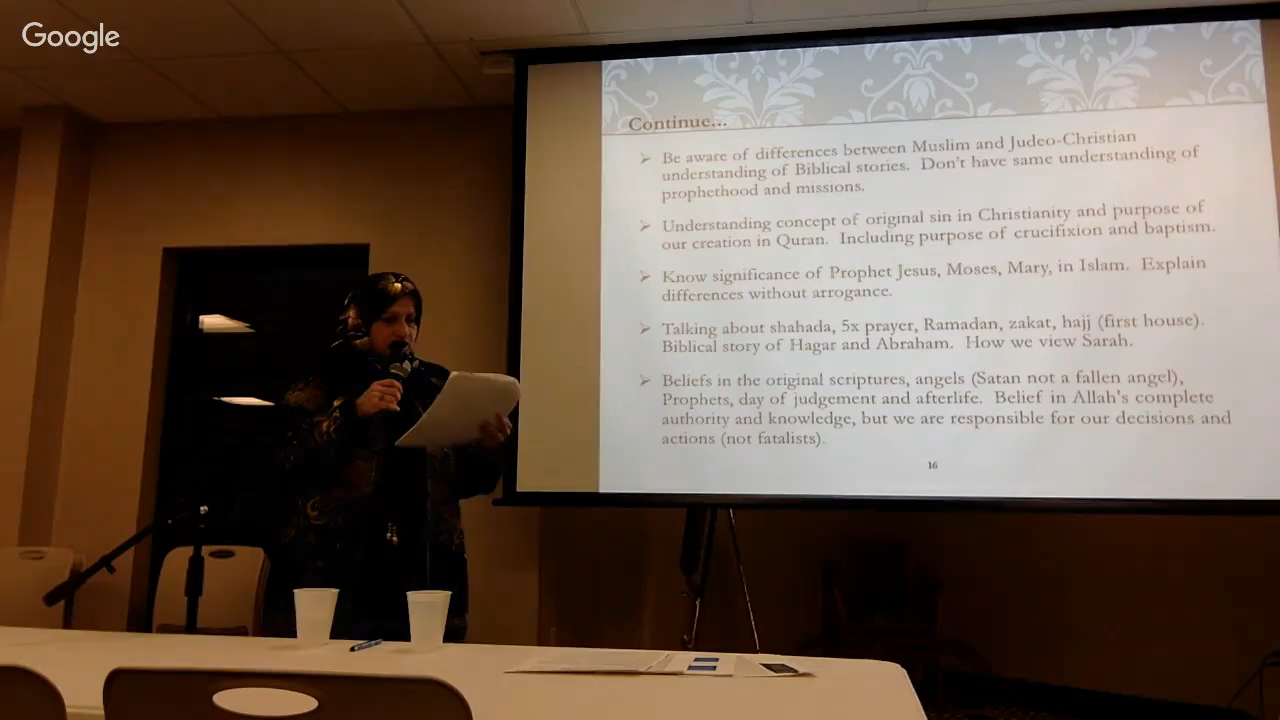 Google
Continue...
Be aware of differences between Muslim and Judeo-Christian
understanding of Biblical stories. Don't have same understanding of
prophethood and missions.
Understanding concept of original sin in Christianity and purpose of
our creation in Quran. Including purpose of crucifixion and baptism.
Know significance of Prophet Jesus, Moses, Mary, in Islam. Explain
differences without arrogance.
Talking about shahada, 5x prayer, Ramadan, zakat, hajj (first house).
Biblical story of Hagar and Abraham. How we view Sarah.
Beliefs in the original scriptures, angels (Satan not a fallen angel),
Prophets, day of judgement and afterlife. Belief in Allah's complete
authority and knowledge, but we are responsible for our decisions and
actions (not fatalists).
16